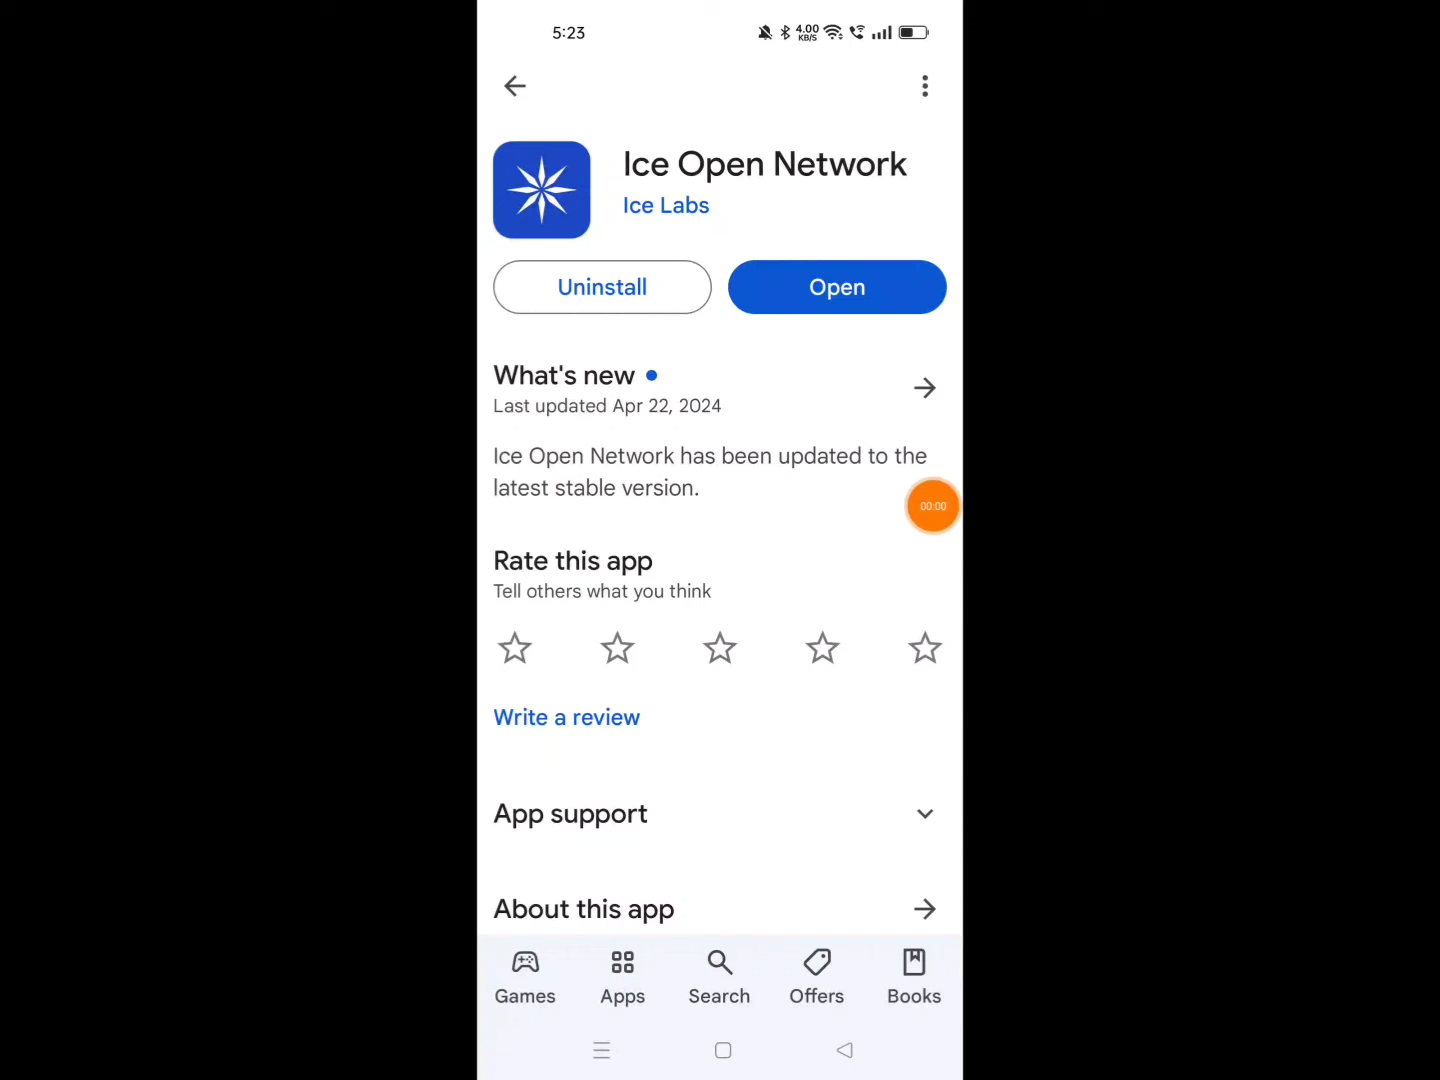 5:23
4.00
KB/S
Ice Open Network
Ice Labs
Uninstall
Open
What's new
Last updated Apr 22, 2024
Ice Open Network has been updated to the
latest stable version.
00:00
Rate this app
Tell others what you think
Write a review
App support
About this app
Games
Apps
Search
Offers
Books